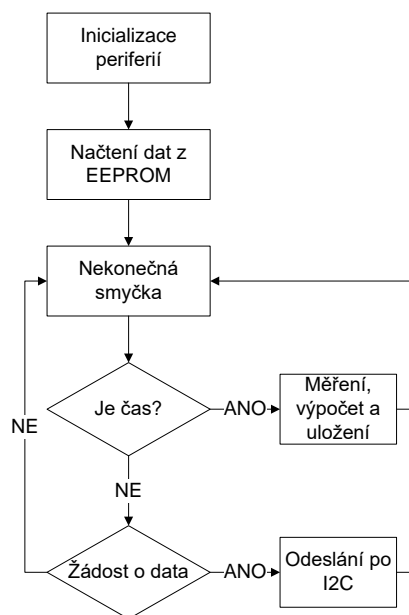 Inicializace
periferií
Načtení dat z
EEPROM
Nekonečná
smyčka
Je čas?
ANO
Měření,
výpočet a
uložení
NE
NE
Žádost o data
ANO
Odeslání po
I2C